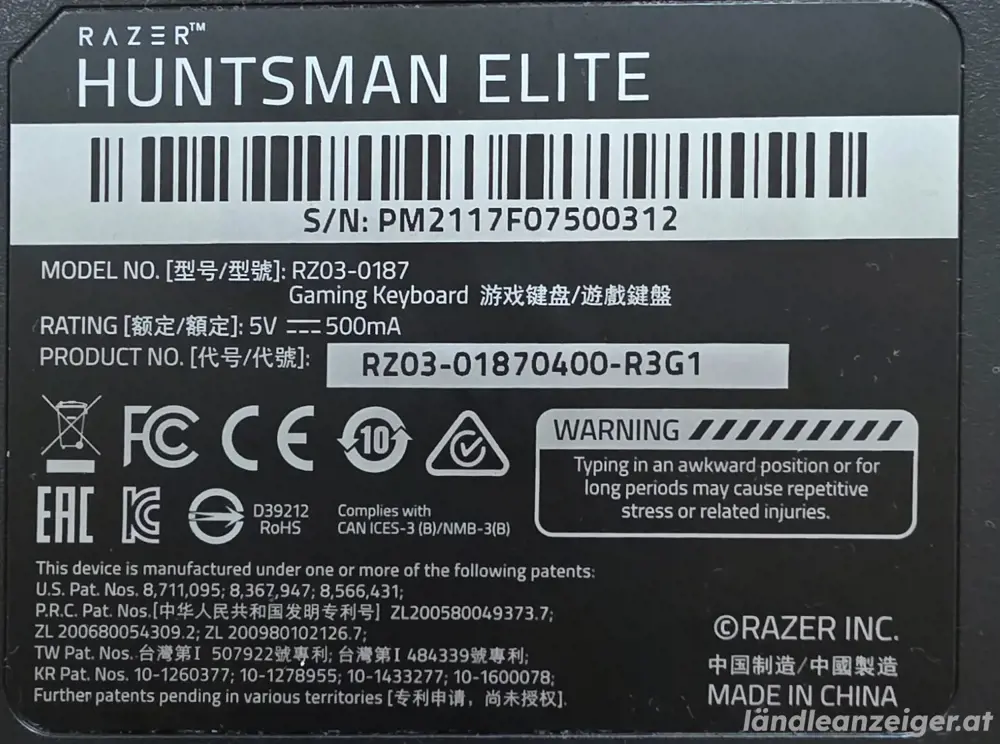 RAZER™
HUNTSMAN ELITE
S/N: PM2117F07500312
MODEL NO. [型号/型號]: RZ03-0187
Gaming Keyboard 游戏键盘/遊戲鍵盤
RATING [额定/額定]: 5V ⎓ 500mA
PRODUCT NO. [代号/代號]: RZ03-01870400-R3G1
FC CE 10
WARNING
Typing in an awkward position or for
long periods may cause repetitive
stress or related injuries.
EAC KC D39212
RoHS
Complies with
CAN ICES-3 (B)/NMB-3(B)
This device is manufactured under one or more of the following patents:
U.S. Pat. Nos. 8,711,095; 8,367,947; 8,566,431;
P.R.C. Pat. Nos.[中华人民共和国发明专利号] ZL200580049373.7;
ZL 200680054309.2; ZL 200980102126.7;
TW Pat. Nos. 台灣第I 507922號專利; 台灣第I 484339號專利;
KR Pat. Nos. 10-1260377; 10-1278955; 10-1433277; 10-1600078;
Further patents pending in various territories [专利申请，尚未授权].
©RAZER INC.
中国制造/中國製造
MADE IN CHINA
ländleanzeiger.at